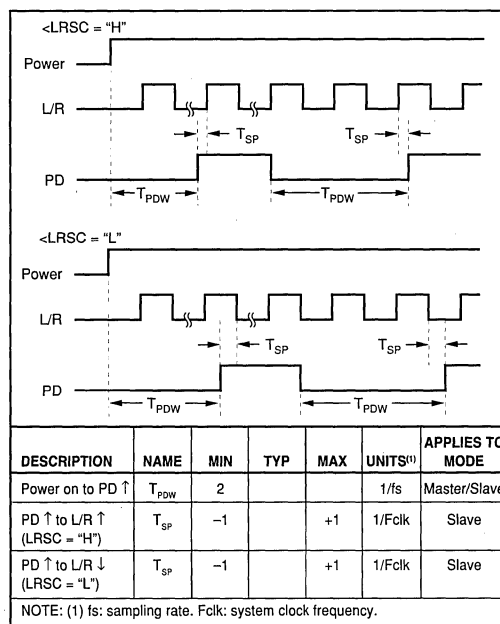 <LRSC = “H”
Power
L/R
T_SP T_SP
PD
T_PDW T_PDW
<LRSC = “L”
Power
L/R
T_SP T_SP
PD
T_PDW T_PDW
DESCRIPTION NAME MIN TYP MAX UNITS(1) APPLIES TO MODE
Power on to PD ↑ T_PDW 2 1/fs Master/Slave
PD ↑ to L/R ↑ (LRSC = “H”) T_SP –1 +1 1/Fclk Slave
PD ↑ to L/R ↓ (LRSC = “L”) T_SP –1 +1 1/Fclk Slave
NOTE: (1) fs: sampling rate. Fclk: system clock frequency.